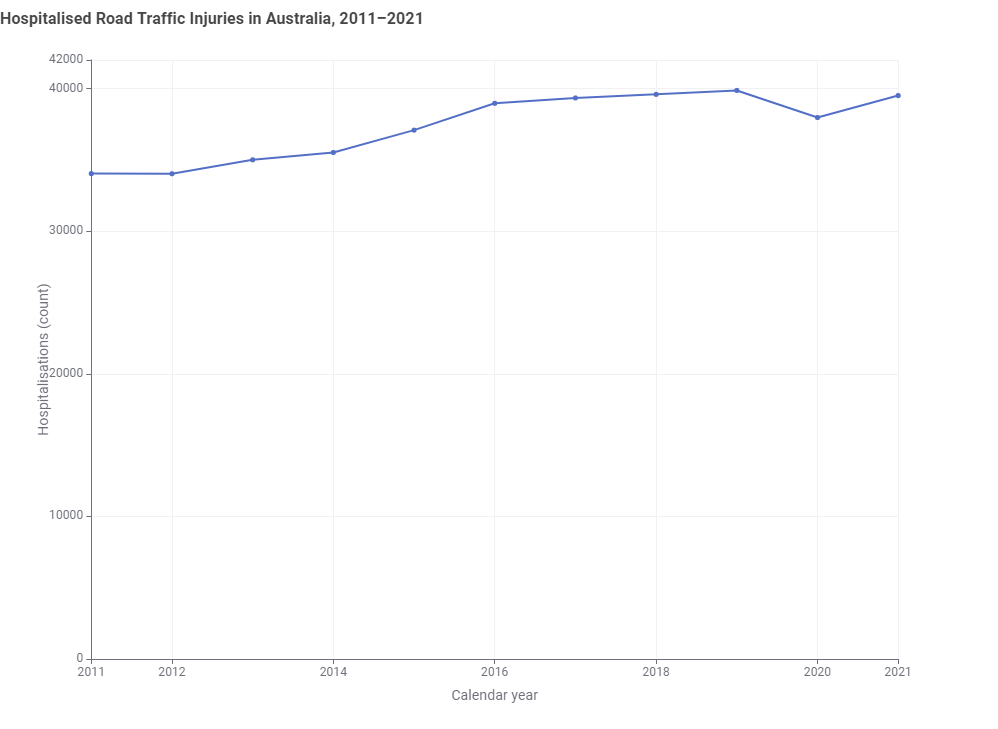 Hospitalised Road Traffic Injuries in Australia, 2011–2021
42000
40000
30000
20000
10000
0
Hospitalisations (count)
2011 2012 2014 2016 2018 2020 2021
Calendar year